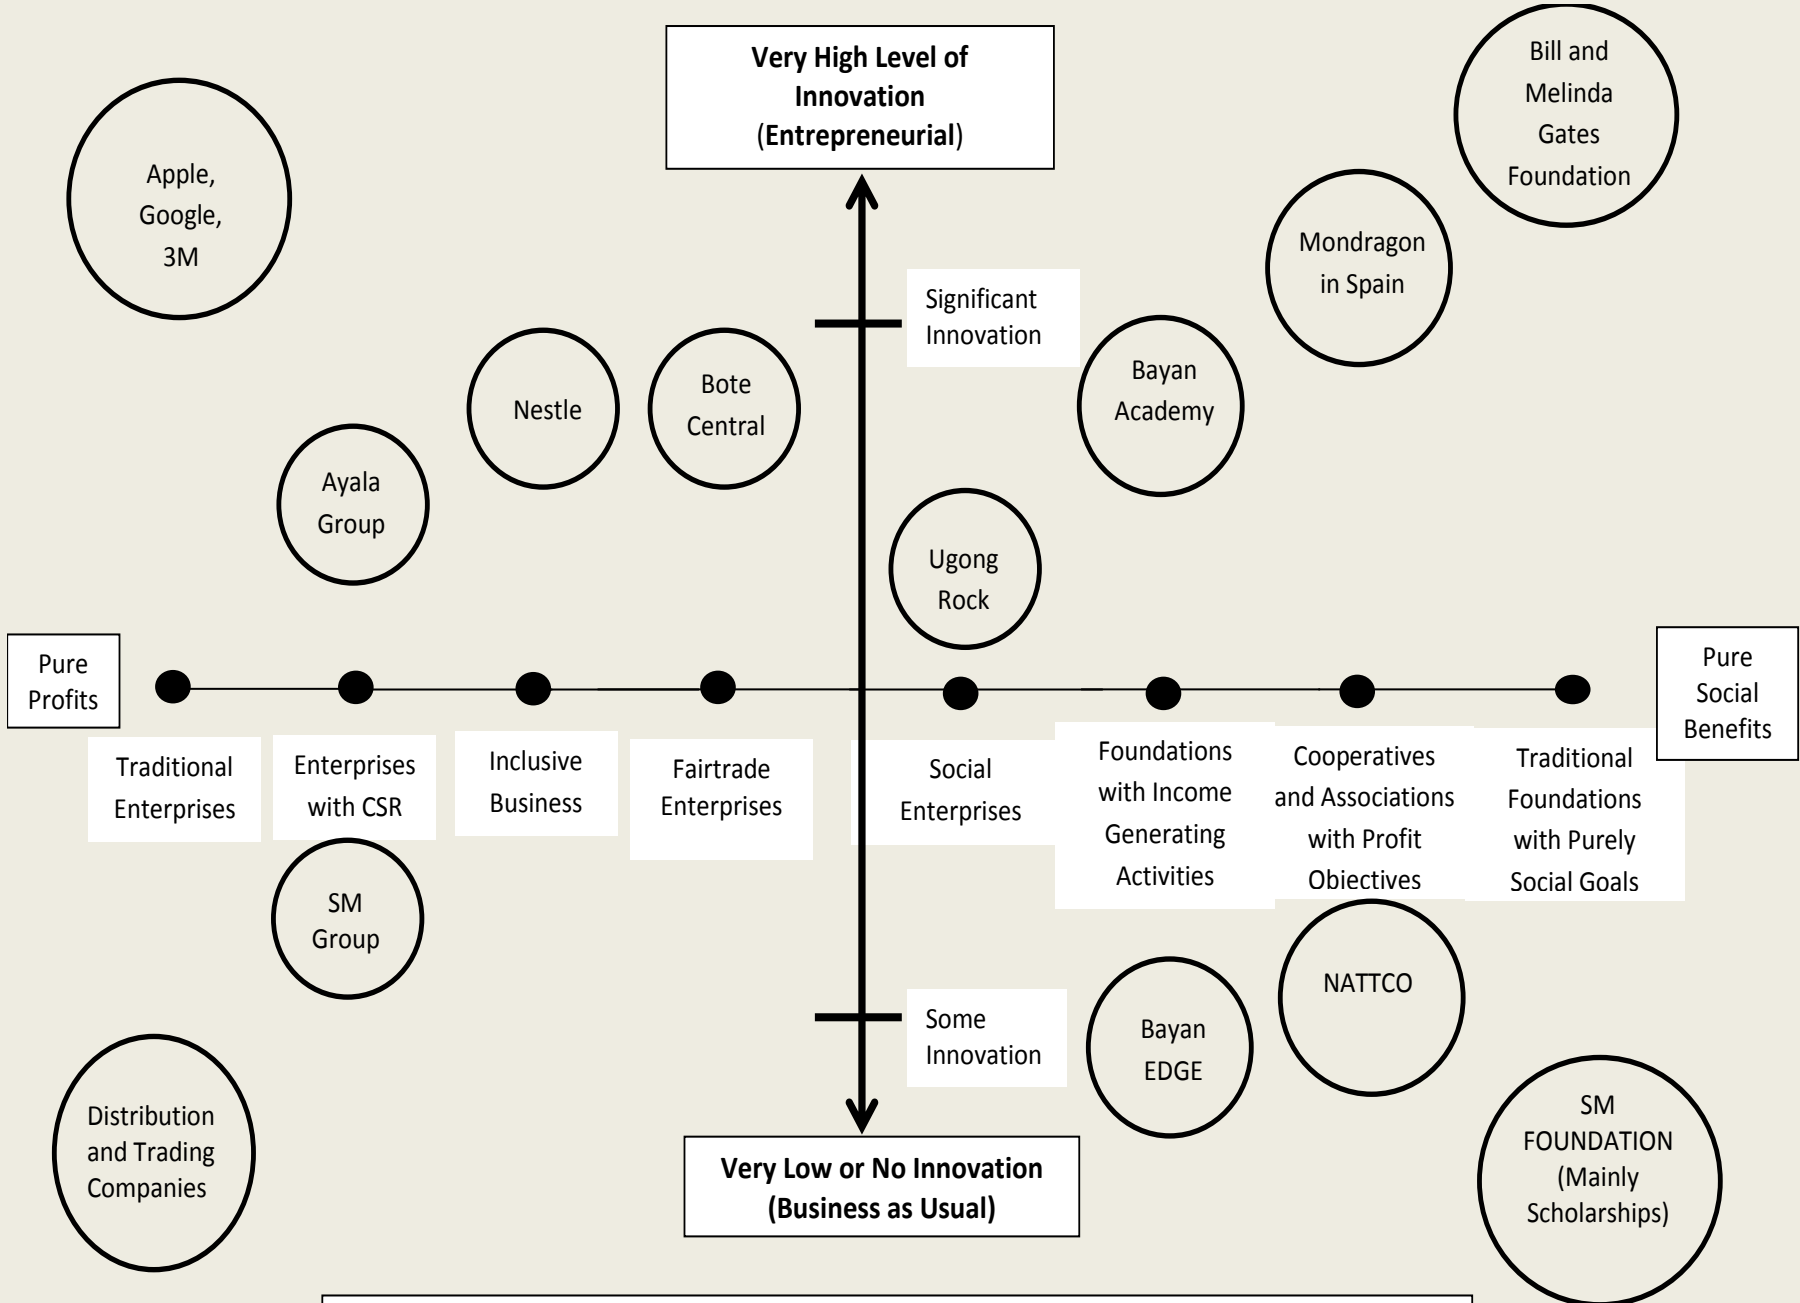 Very High Level of
Innovation
(Entrepreneurial)
Bill and
Melinda
Gates
Foundation
Apple,
Google,
3M
Mondragon
in Spain
Significant
Innovation
Nestle
Bote
Central
Bayan
Academy
Ayala
Group
Ugong
Rock
Pure
Profits
Pure
Social
Benefits
Traditional
Enterprises
Enterprises
with CSR
Inclusive
Business
Fairtrade
Enterprises
Social
Enterprises
Foundations
with Income
Generating
Activities
Cooperatives
and Associations
with Profit
Objectives
Traditional
Foundations
with Purely
Social Goals
SM
Group
NATTCO
Some
Innovation
Bayan
EDGE
Distribution
and Trading
Companies
SM
FOUNDATION
(Mainly
Scholarships)
Very Low or No Innovation
(Business as Usual)